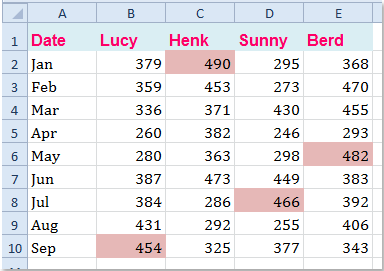 A B C D E
1 Date Lucy Henk Sunny Berd
2 Jan 379 490 295 368
3 Feb 359 453 273 470
4 Mar 336 371 430 455
5 Apr 260 382 246 293
6 May 280 363 298 482
7 Jun 387 473 449 383
8 Jul 384 286 466 392
9 Aug 431 292 255 406
10 Sep 454 325 377 343